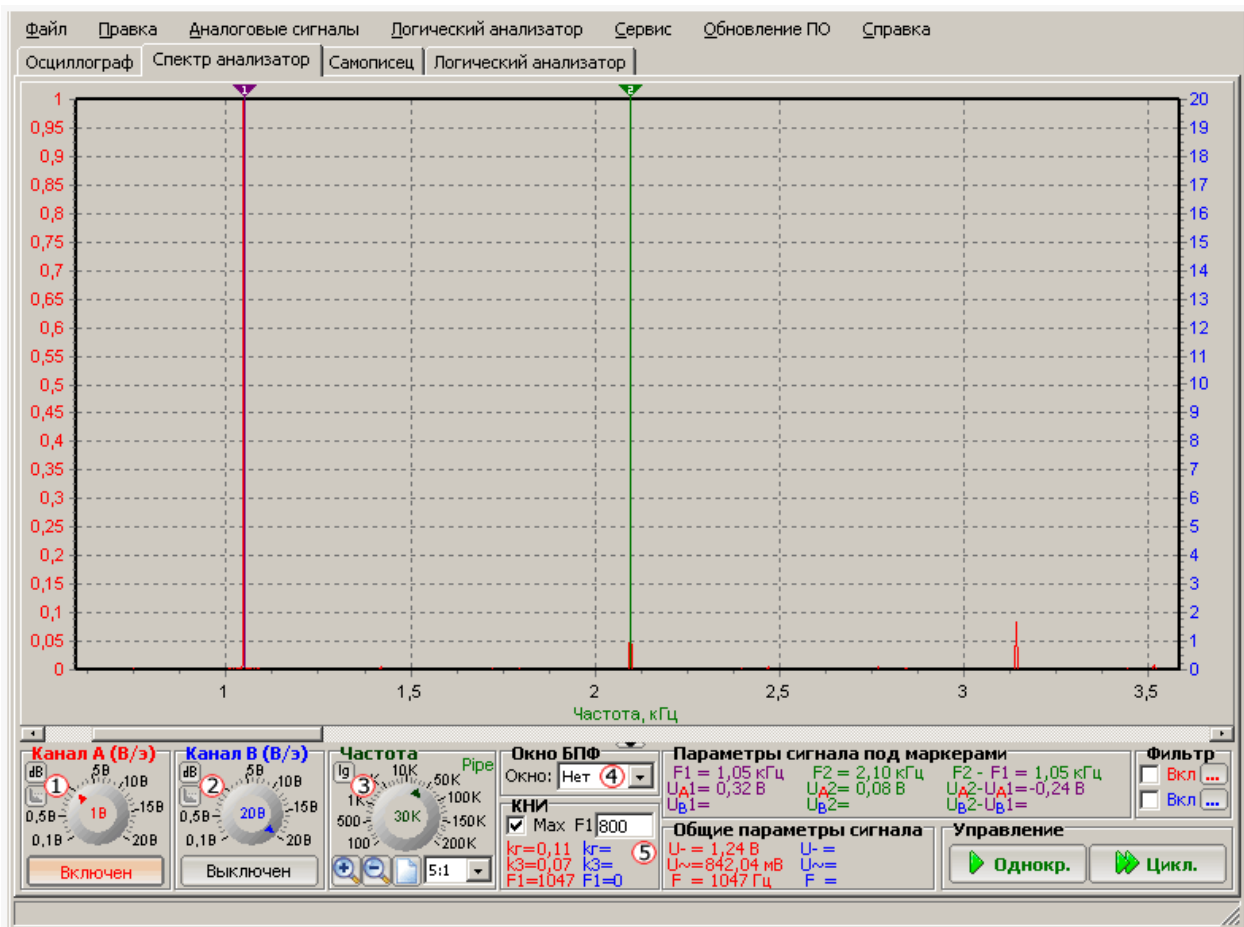 Файл Правка Аналоговые сигналы Логический анализатор Сервис Обновление ПО Справка
Осциллограф Спектр анализатор Самописец Логический анализатор
1 2
1 20
0,95 19
0,9 18
0,85 17
0,8 16
0,75 15
0,7 14
0,65 13
0,6 12
0,55 11
0,5 10
0,45 9
0,4 8
0,35 7
0,3 6
0,25 5
0,2 4
0,15 3
0,1 2
0,05 1
0 0
1 1,5 2 2,5 3 3,5
Частота, кГц
Канал А (В/э)
dB 1 5В 10В
0,5В 1В 15В
0,1В 20В
Включен
Канал В (В/э)
dB 2 5В 10В
0,5В 20В 15В
0,1В 20В
Выключен
Частота
lg 3 10K 50K Pipe
1K 100K
500 30K 150K
100 200K
5:1
Окно БПФ
Окно: Нет 4
КНИ
Max F1 800
kг=0,11 kг= 5
k3=0,07 k3=
F1=1047 F1=0
Параметры сигнала под маркерами
F1 = 1,05 кГц F2 = 2,10 кГц F2 - F1 = 1,05 кГц
UA1= 0,32 В UA2= 0,08 В UA2-UA1=-0,24 В
UB1= UB2= UB2-UB1=
Общие параметры сигнала
U- = 1,24 В U- =
U~=842,04 мВ U~=
F = 1047 Гц F =
Фильтр
Вкл ...
Вкл ...
Управление
Однокр. Цикл.